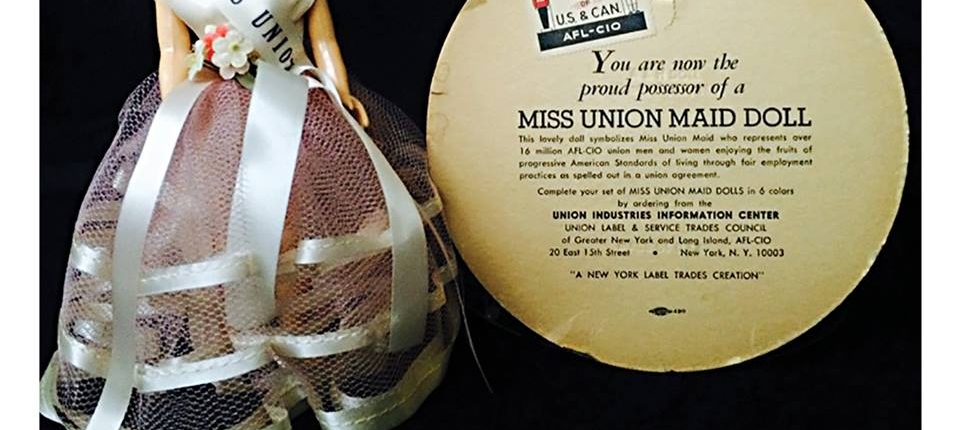 UNION
OF
U.S. & CAN.
AFL-CIO
You are now the
proud possessor of a
MISS UNION MAID DOLL
This lovely doll symbolizes Miss Union Maid who represents over
16 million AFL-CIO union men and women enjoying the fruits of
progressive American Standards of living through fair employment
practices as spelled out in a union agreement.
Complete your set of MISS UNION MAID DOLLS in 6 colors
by ordering from the
UNION INDUSTRIES INFORMATION CENTER
UNION LABEL & SERVICE TRADES COUNCIL
of Greater New York and Long Island, AFL-CIO
20 East 15th Street • New York, N. Y. 10003
"A NEW YORK LABEL TRADES CREATION"